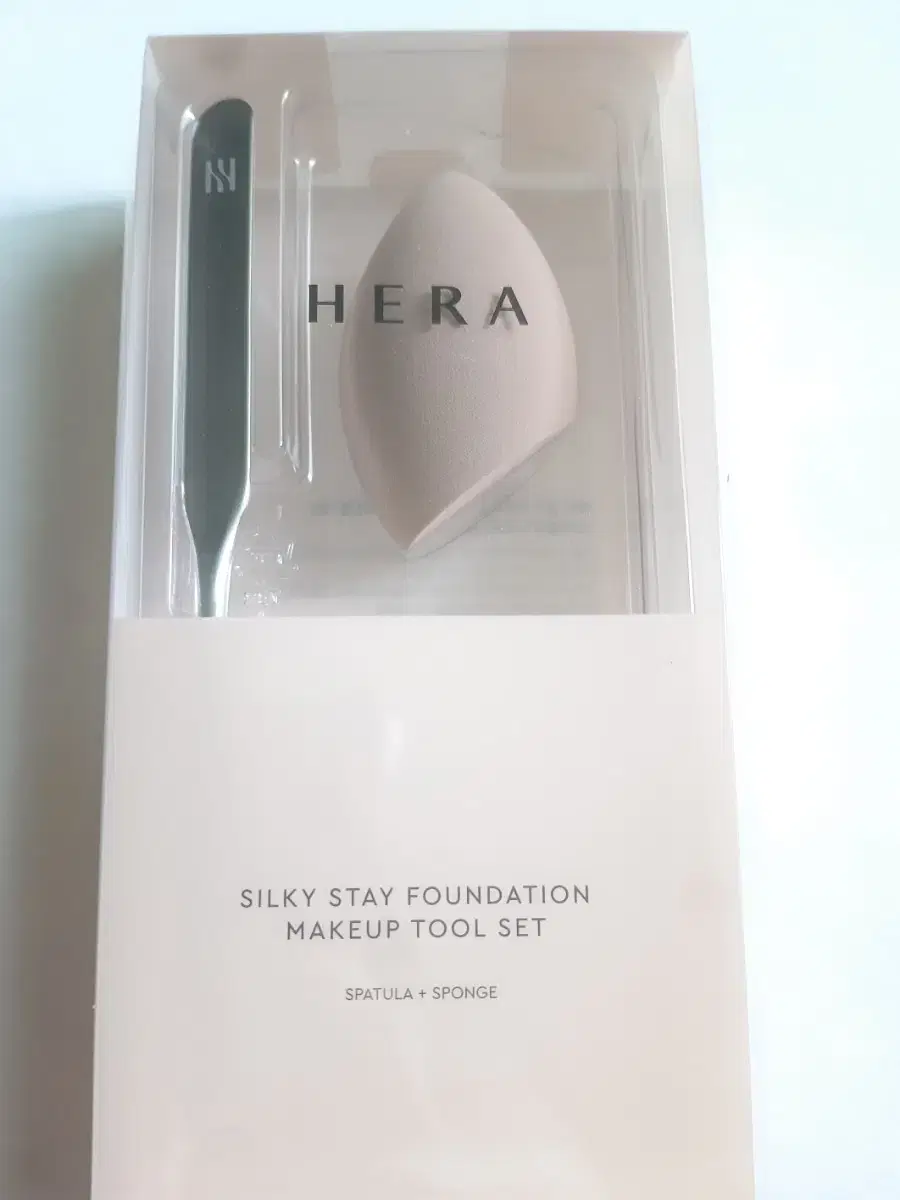 HERA
SILKY STAY FOUNDATION
MAKEUP TOOL SET
SPATULA + SPONGE